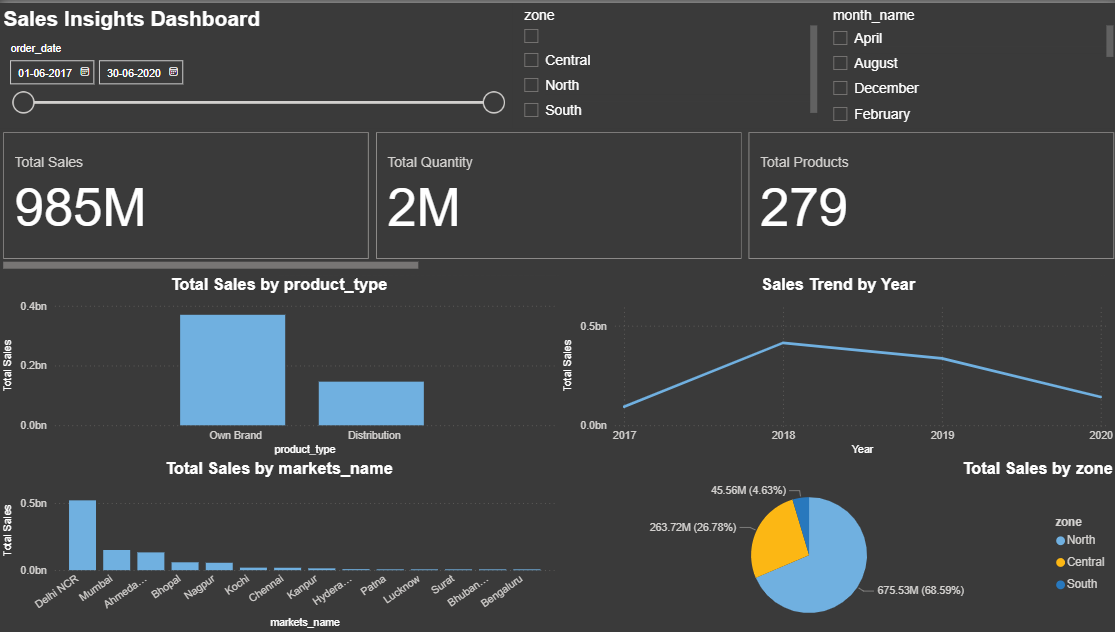 Sales Insights Dashboard
order_date
01-06-2017
30-06-2020
zone
Central
North
South
month_name
April
August
December
February
Total Sales
985M
Total Quantity
2M
Total Products
279
Total Sales by product_type
0.4bn
0.2bn
0.0bn
Total Sales
Own Brand
Distribution
product_type
Sales Trend by Year
0.5bn
0.0bn
Total Sales
2017
2018
2019
2020
Year
Total Sales by markets_name
0.5bn
0.0bn
Total Sales
Delhi NCR
Mumbai
Ahmeda...
Bhopal
Nagpur
Kochi
Chennai
Kanpur
Hydera...
Patna
Lucknow
Surat
Bhuban...
Bengaluru
markets_name
Total Sales by zone
45.56M (4.63%)
263.72M (26.78%)
675.53M (68.59%)
zone
North
Central
South